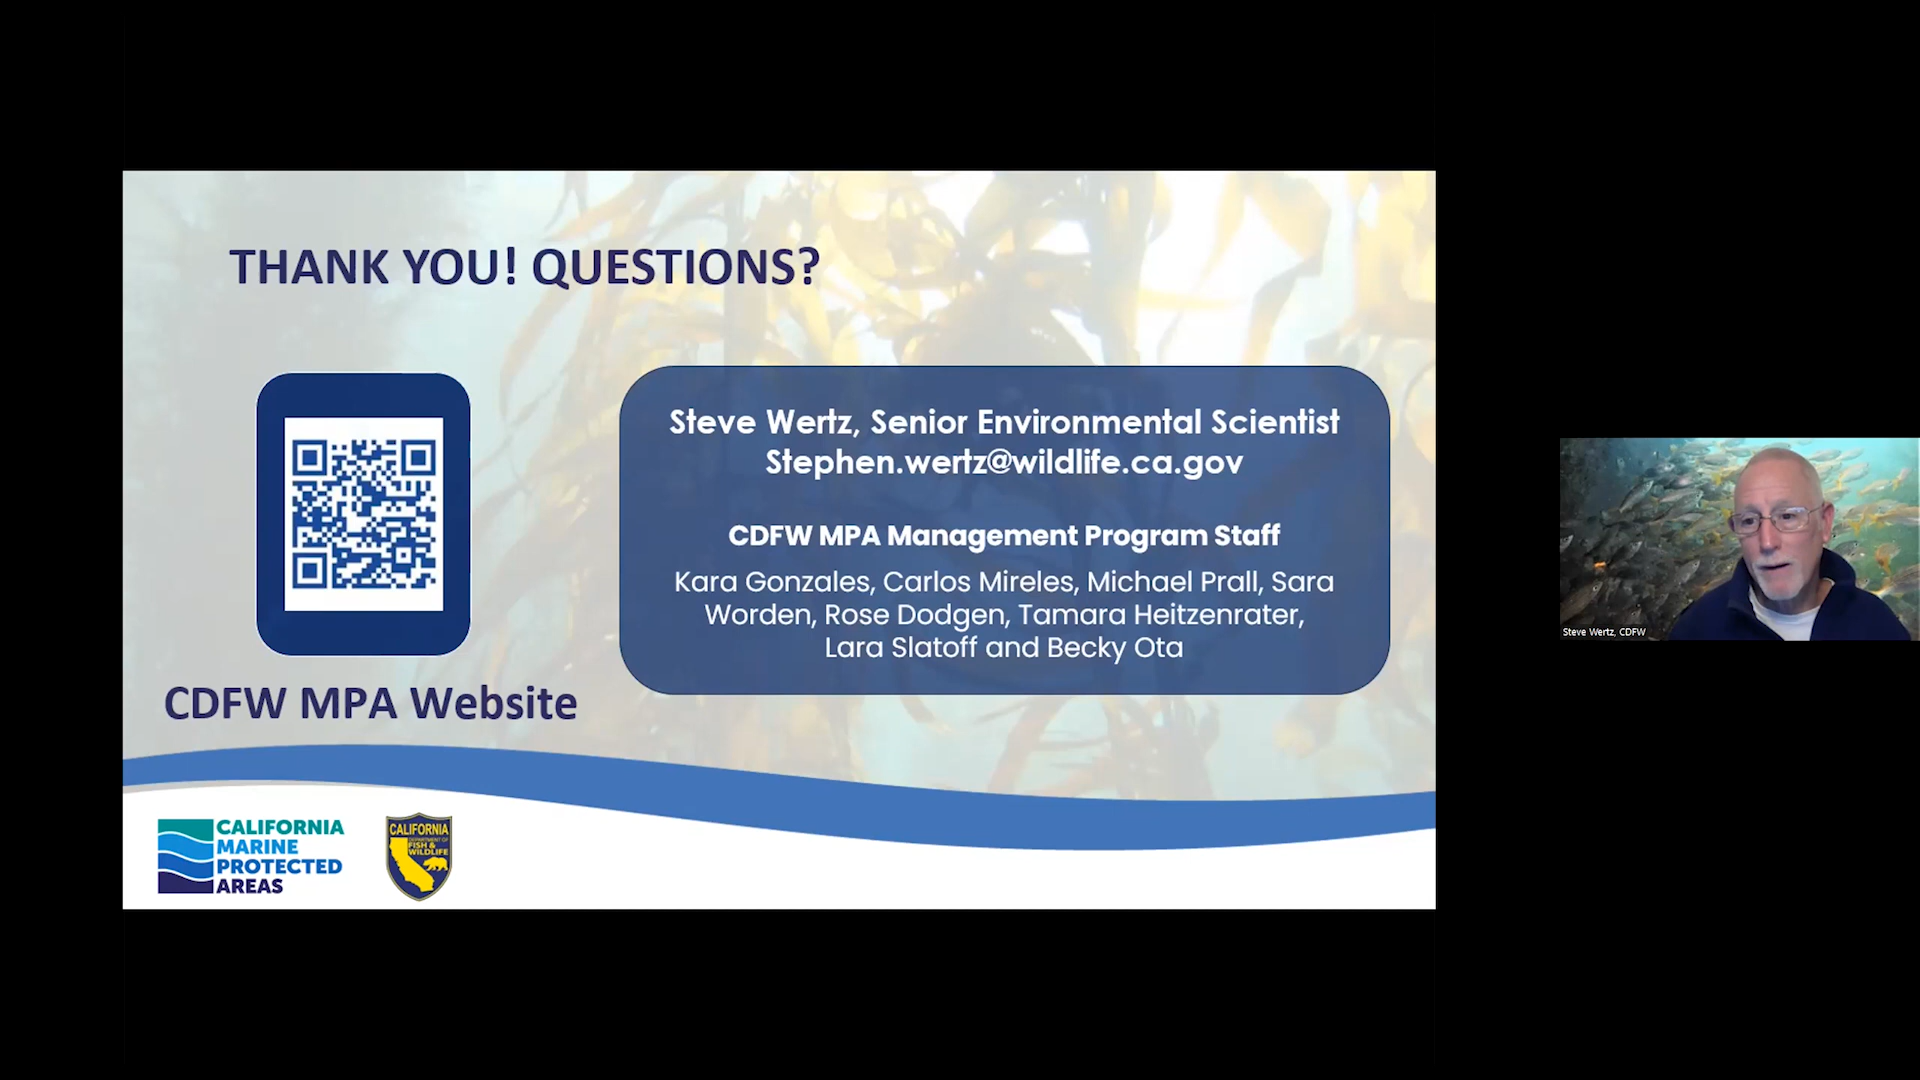 THANK YOU! QUESTIONS?
Steve Wertz, Senior Environmental Scientist
Stephen.wertz@wildlife.ca.gov
CDFW MPA Management Program Staff
Kara Gonzales, Carlos Mireles, Michael Prall, Sara
Worden, Rose Dodgen, Tamara Heitzenrater,
Lara Slatoff and Becky Ota
CDFW MPA Website
CALIFORNIA
MARINE
PROTECTED
AREAS
CALIFORNIA
DEPARTMENT OF
FISH &
WILDLIFE
Steve Wertz, CDFW